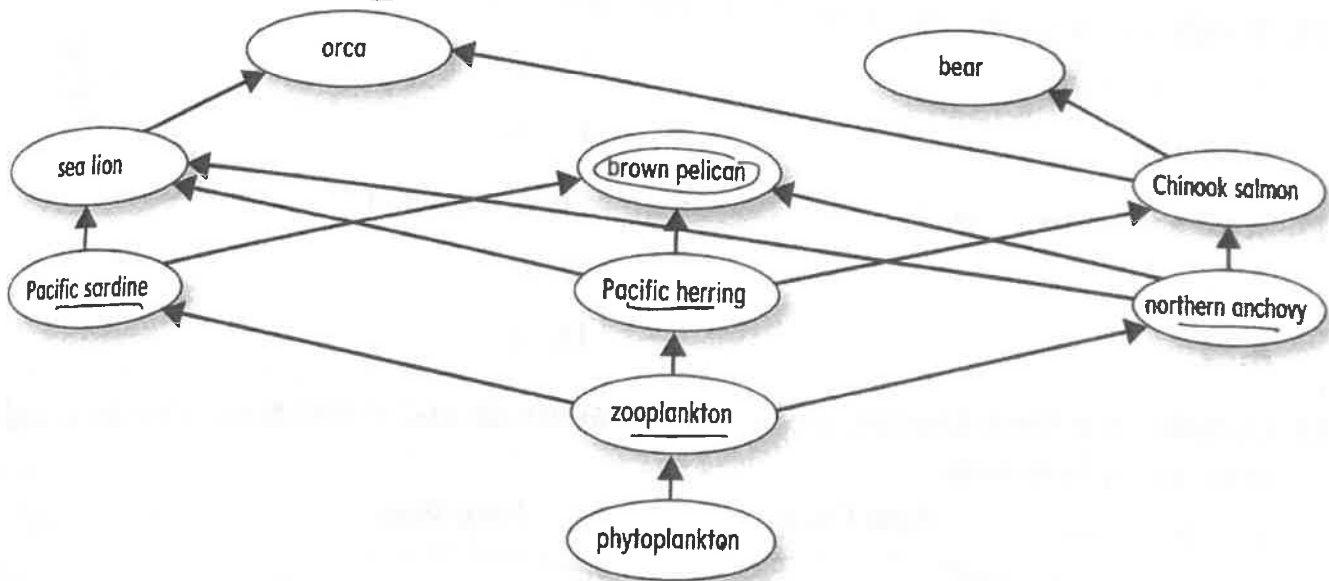 orca
bear
sea lion
brown pelican
Chinook salmon
Pacific sardine
Pacific herring
northern anchovy
zooplankton
phytoplankton